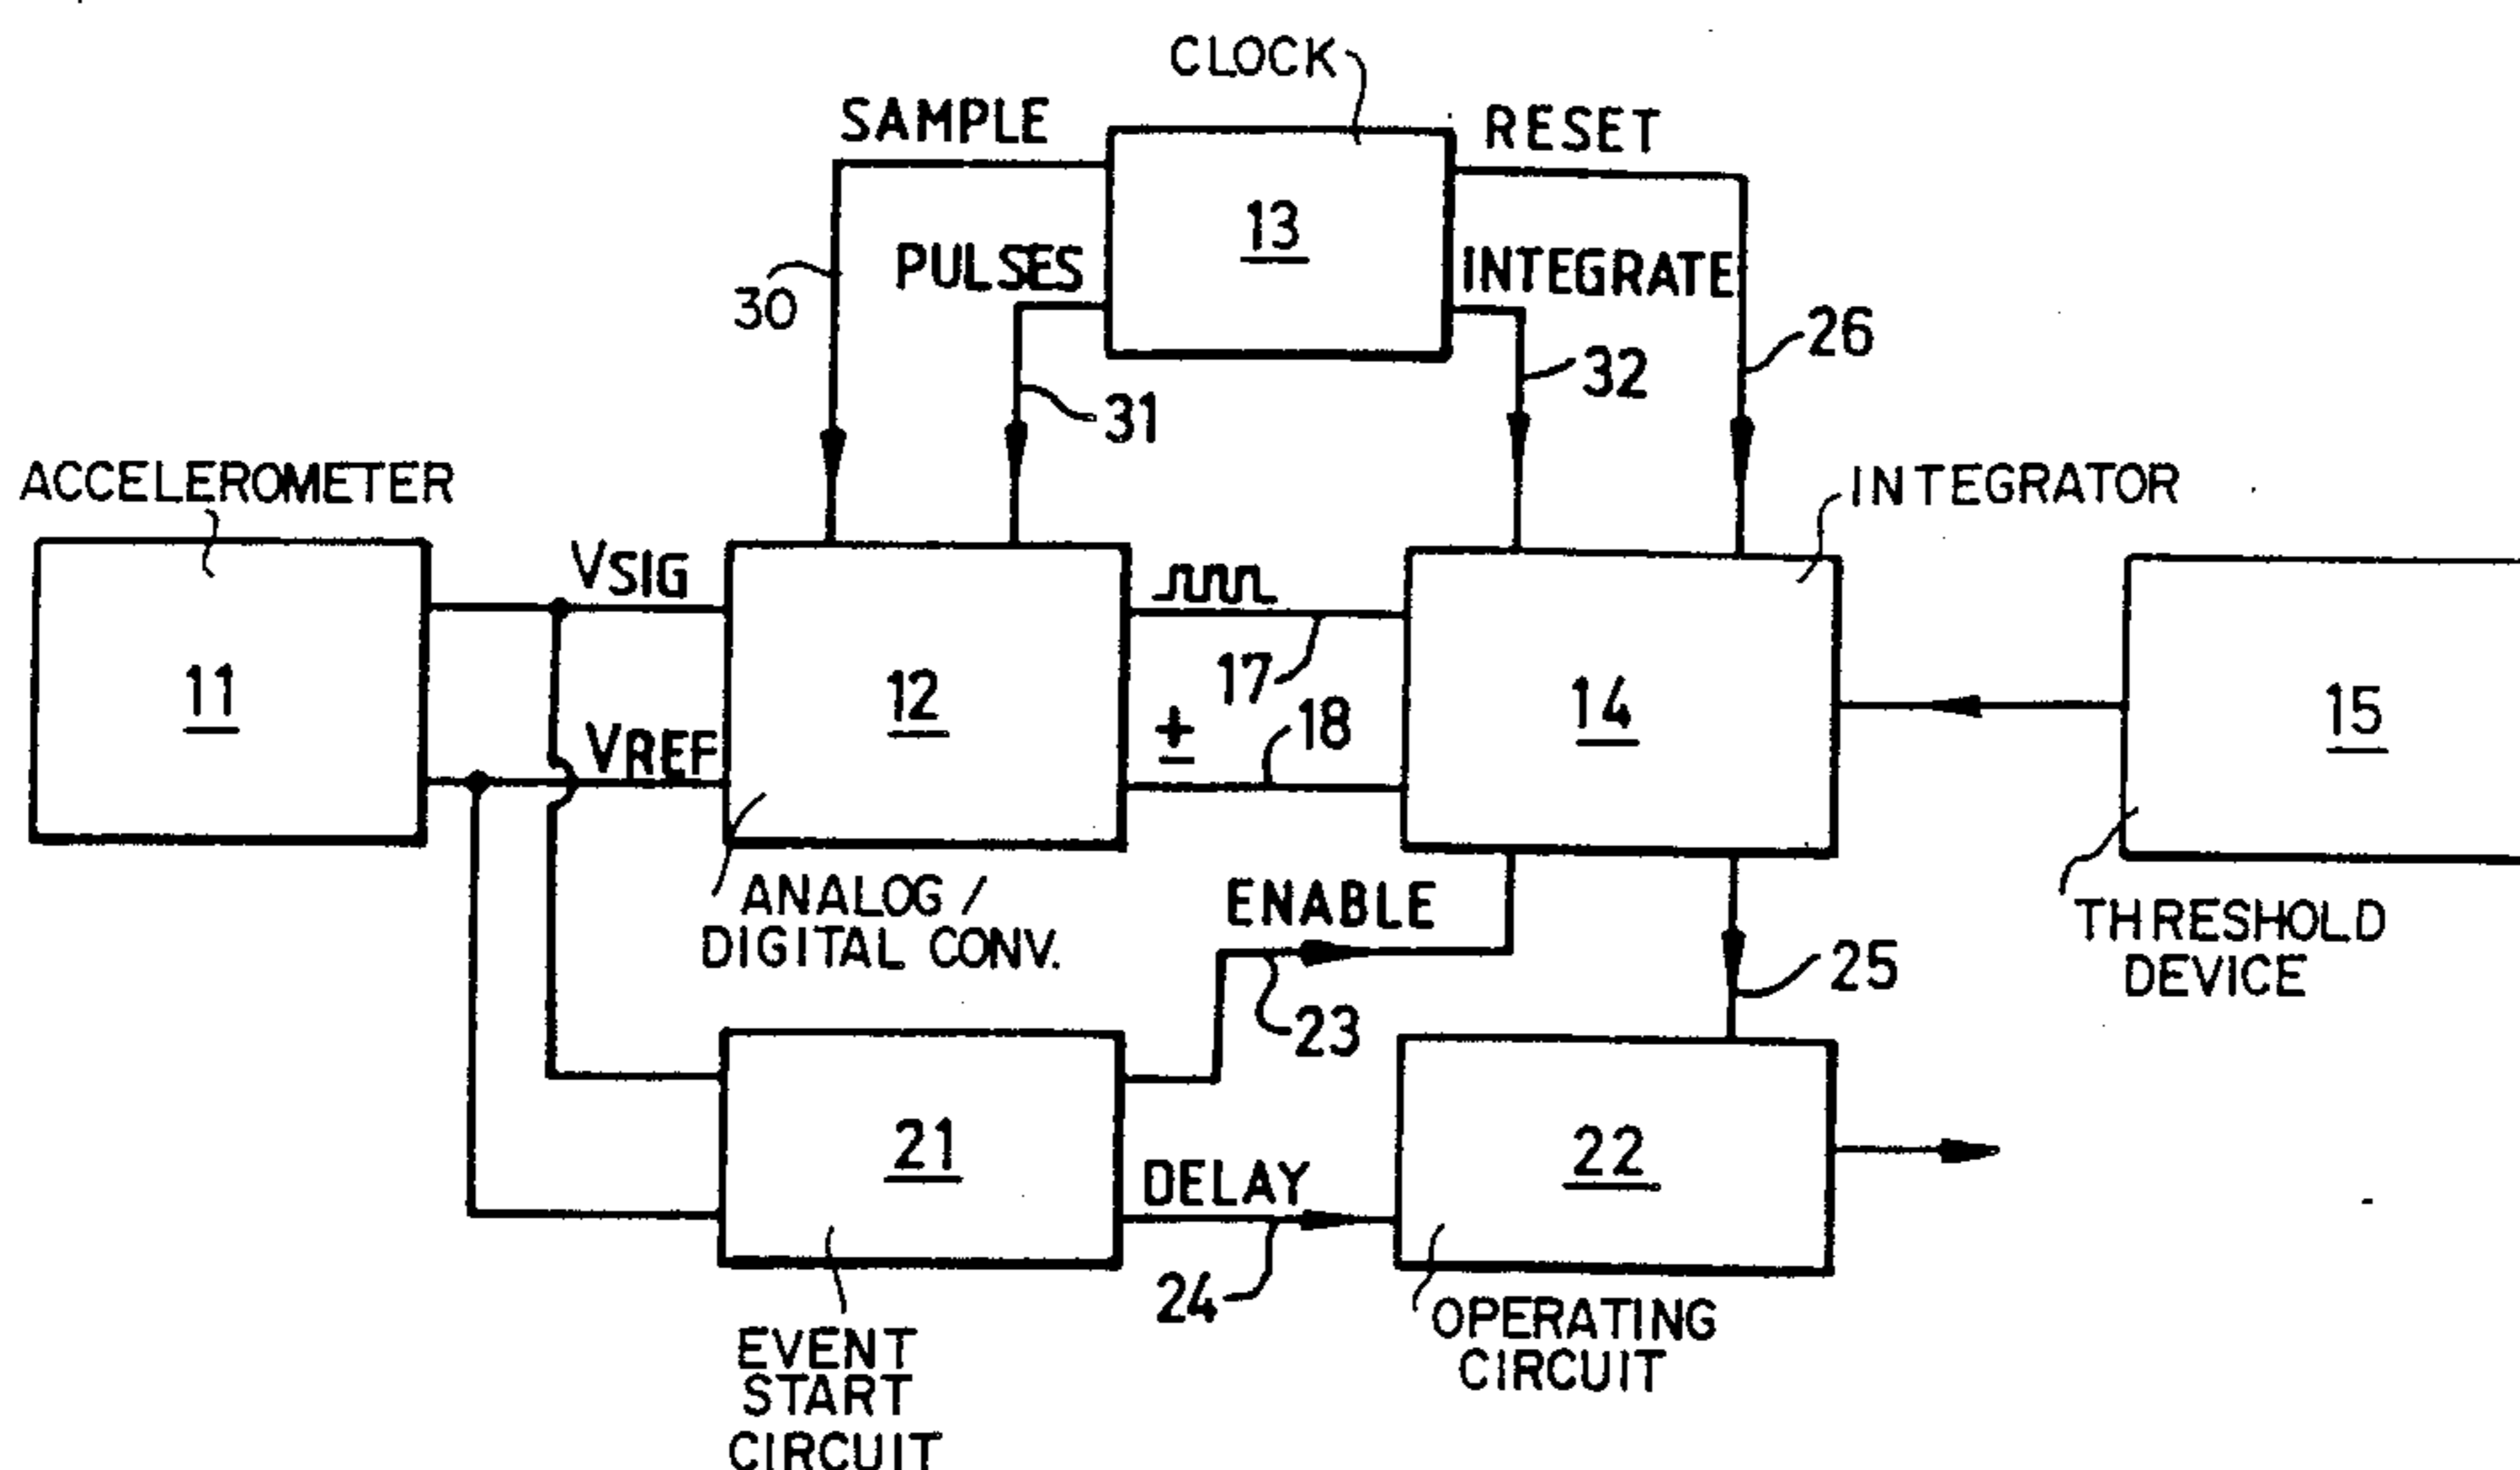 CLOCK
SAMPLE
RESET
13
PULSES
INTEGRATE
30
26
32
31
ACCELEROMETER
INTEGRATOR
VSIG
11
12
17
14
15
VREF
±
18
ANALOG /
DIGITAL CONV.
ENABLE
THRESHOLD
DEVICE
25
23
21
22
DELAY
24
OPERATING
CIRCUIT
EVENT
START
CIRCUIT